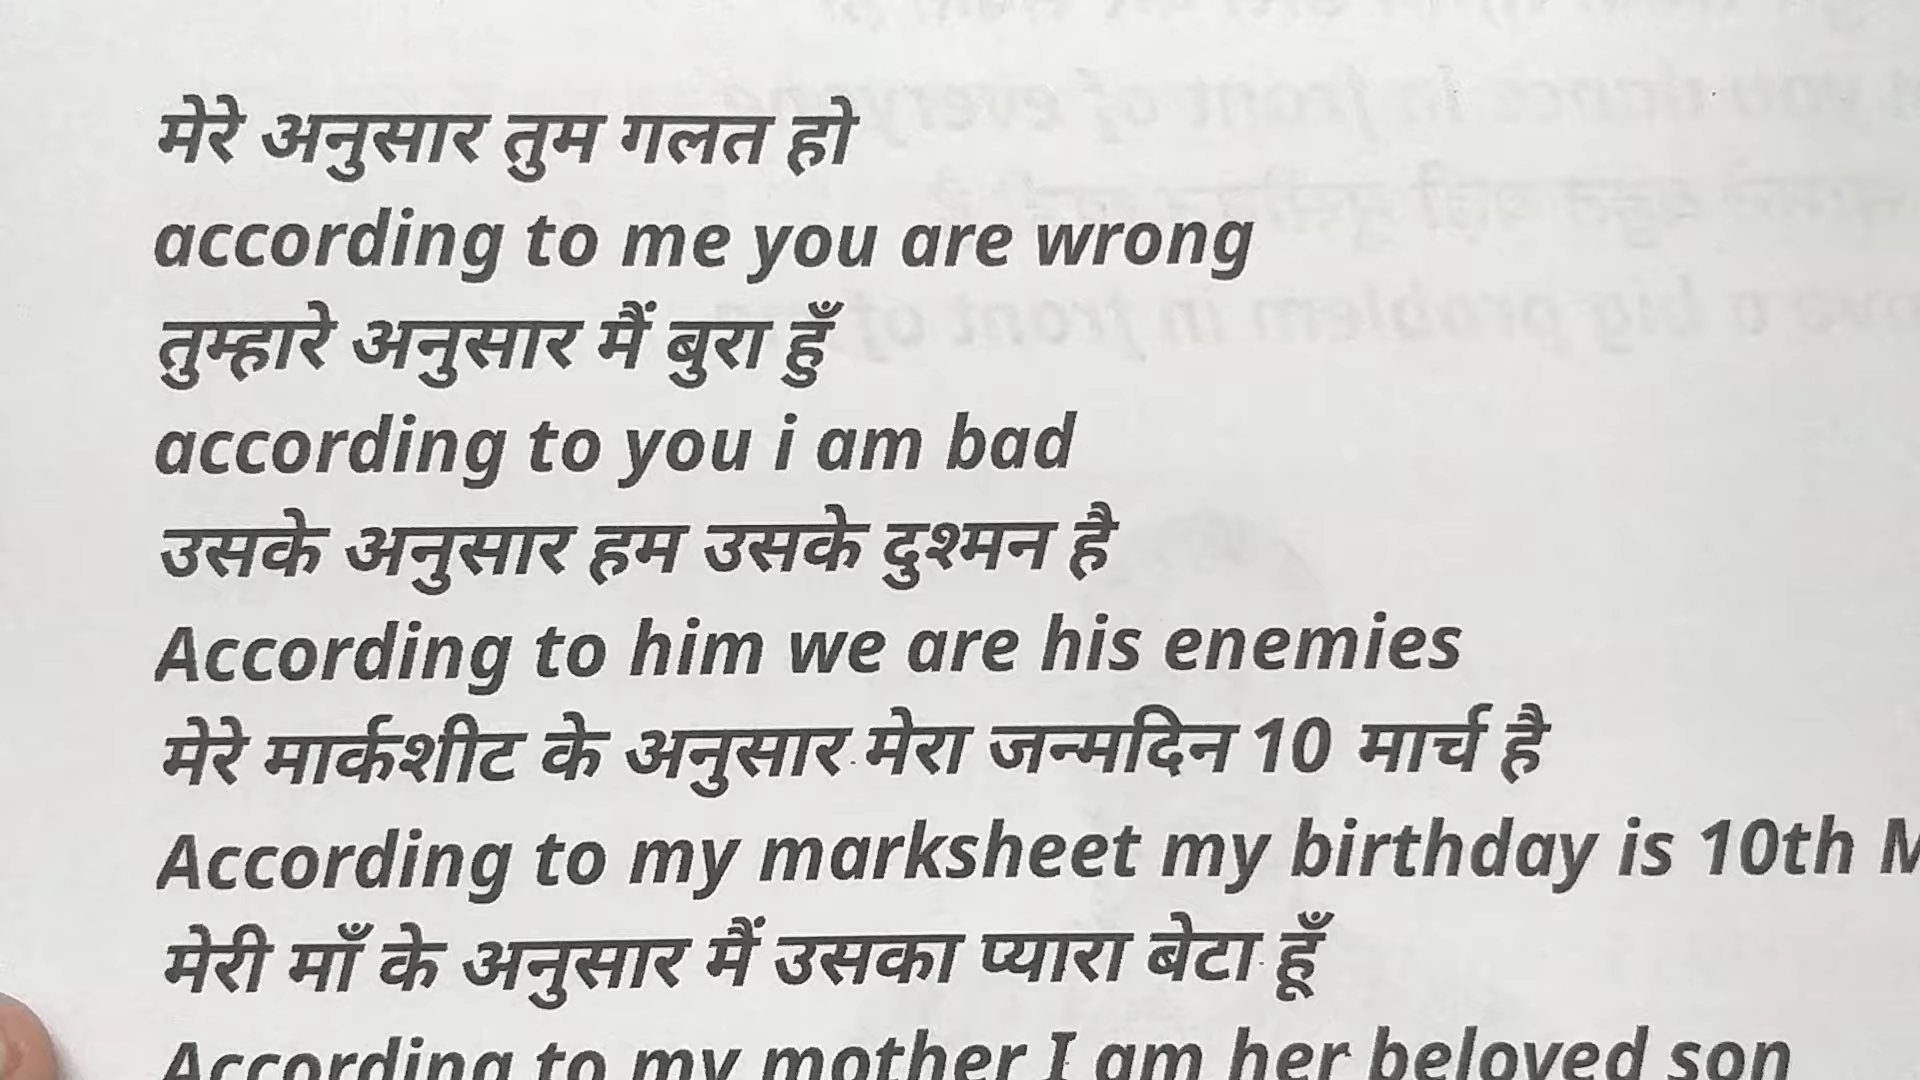 मेरे अनुसार तुम गलत हो
according to me you are wrong
तुम्हारे अनुसार मैं बुरा हुँ
according to you i am bad
उसके अनुसार हम उसके दुश्मन है
According to him we are his enemies
मेरे मार्कशीट के अनुसार मेरा जन्मदिन 10 मार्च है
According to my marksheet my birthday is 10th
मेरी माँ के अनुसार मैं उसका प्यारा बेटा हूँ
According to my mother I am her beloved son